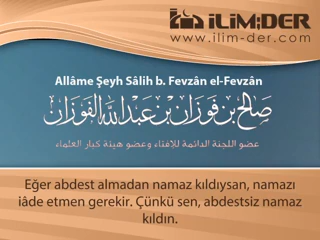 İLİM-DER
www.ilim-der.com
Allâme Şeyh Sâlih b. Fevzân el-Fevzân
صالح بن فوزان بن عبد الله الفوزان
عضو اللجنة الدائمة للإفتاء وعضو هيئة كبار العلماء
Eğer abdest almadan namaz kıldıysan, namazı
iâde etmen gerekir. Çünkü sen, abdestsiz namaz
kıldın.